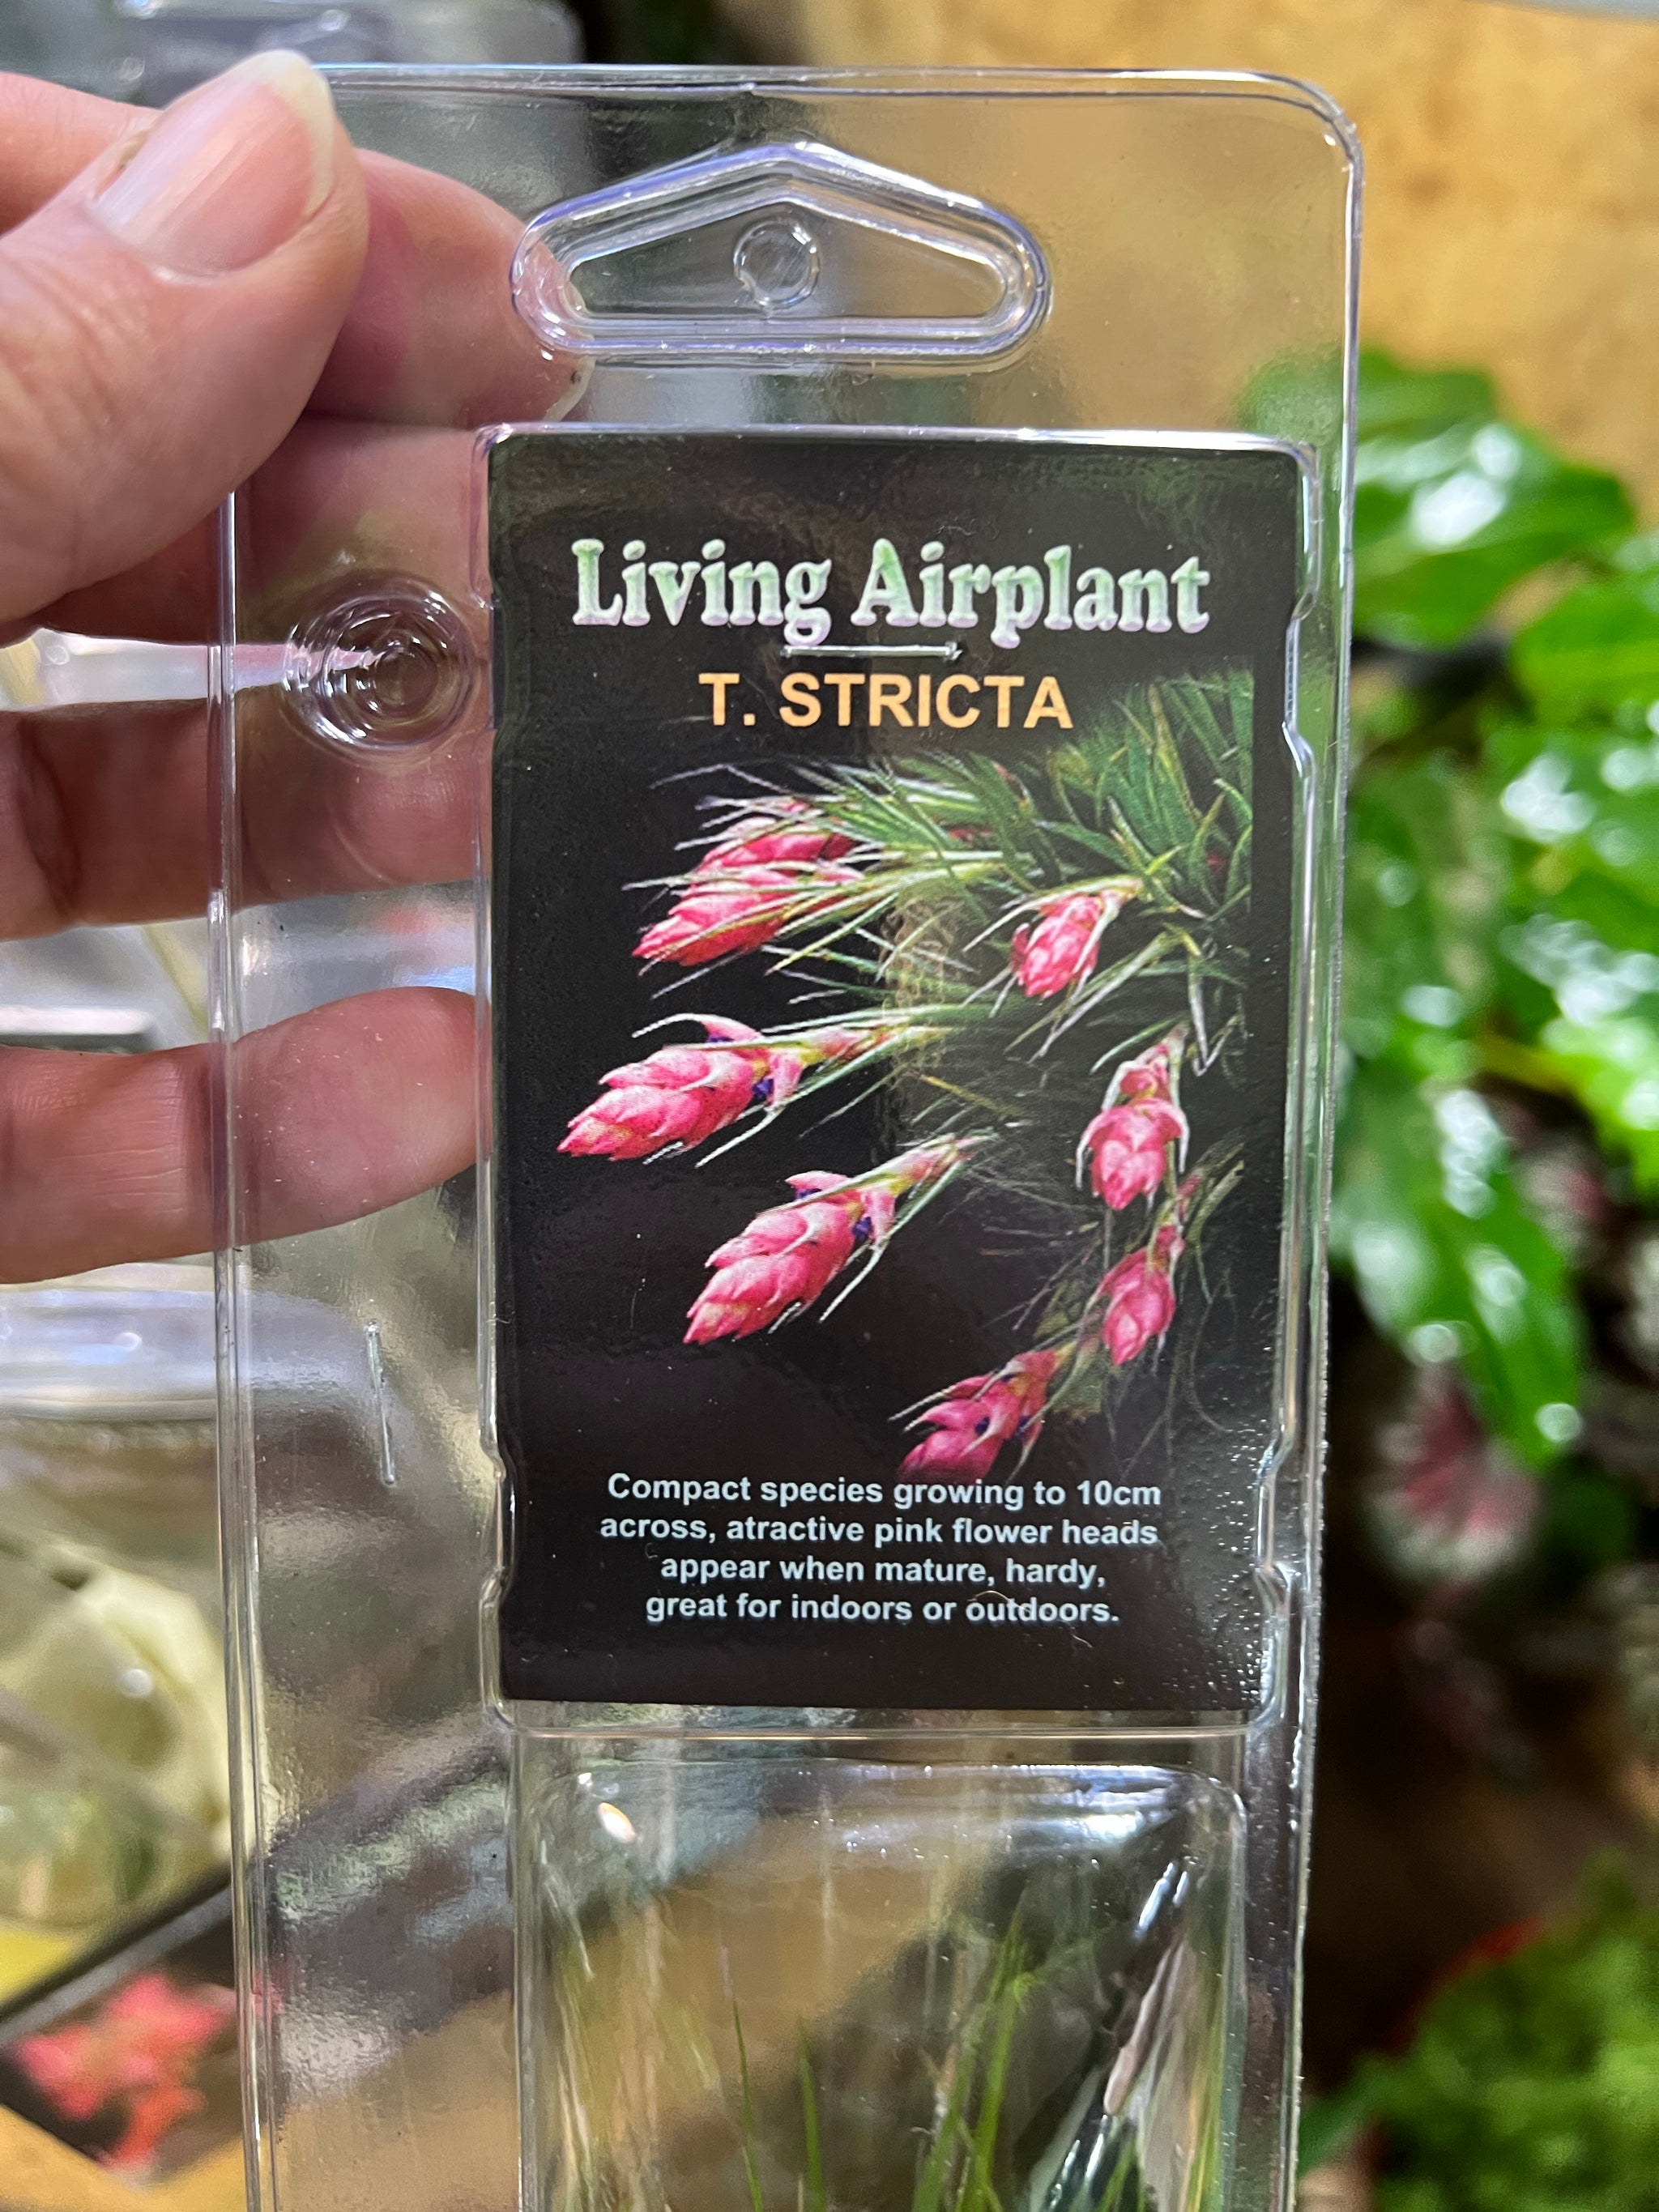 Living Airplant
T. STRICTA
Compact species growing to 10cm
across, atractive pink flower heads
appear when mature, hardy,
great for indoors or outdoors.